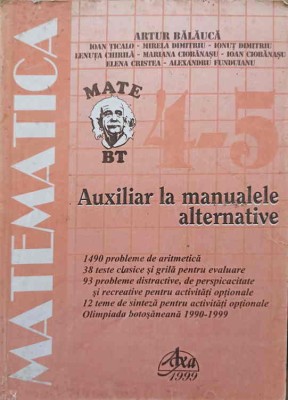 MATEMATICA
ARTUR BĂLĂUCĂ
IOAN ȚICALO - MIRELA DIMITRIU - IONUȚ DIMITRIU
LENUȚA CHIRILĂ - MARIANA CIOBĂNAȘU - IOAN CIOBĂNAȘU
ELENA CRISTEA - ALEXANDRU FUNDUIANU
MATE
BT
4-5
Auxiliar la manualele
alternative
1490 probleme de aritmetică
38 teste clasice și grilă pentru evaluare
93 probleme distractive, de perspicacitate
și recreative pentru activități opționale
12 teme de sinteză pentru activități opționale
Olimpiada botoșăneană 1990-1999
Axa
1999